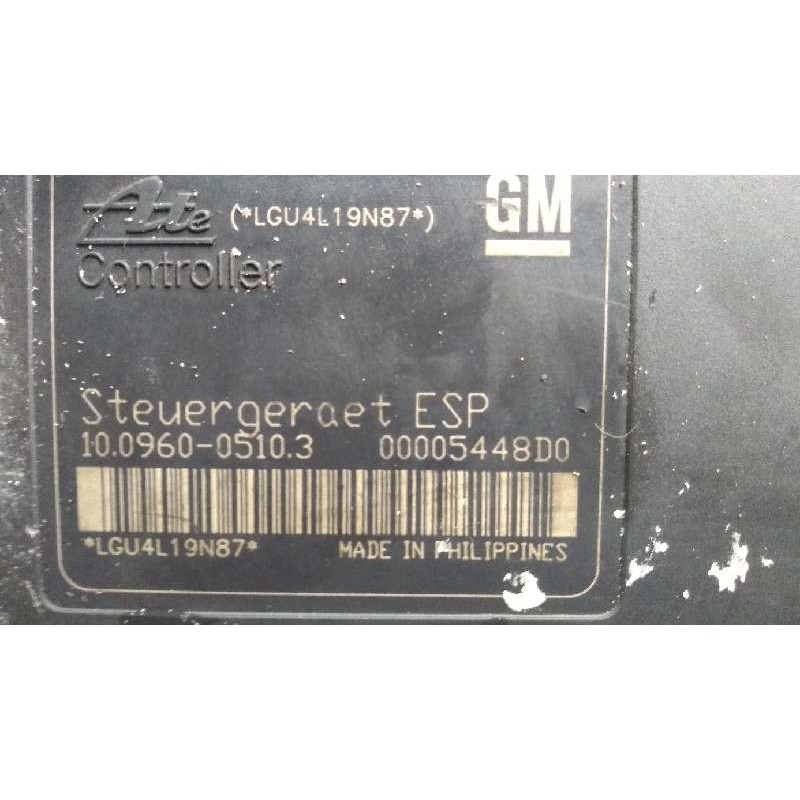 Ate (*LGU4L19N87*) GM
Controller
Steuergeraet ESP
10.0960-0510.3 00005448D0
*LGU4L19N87* MADE IN PHILIPPINES